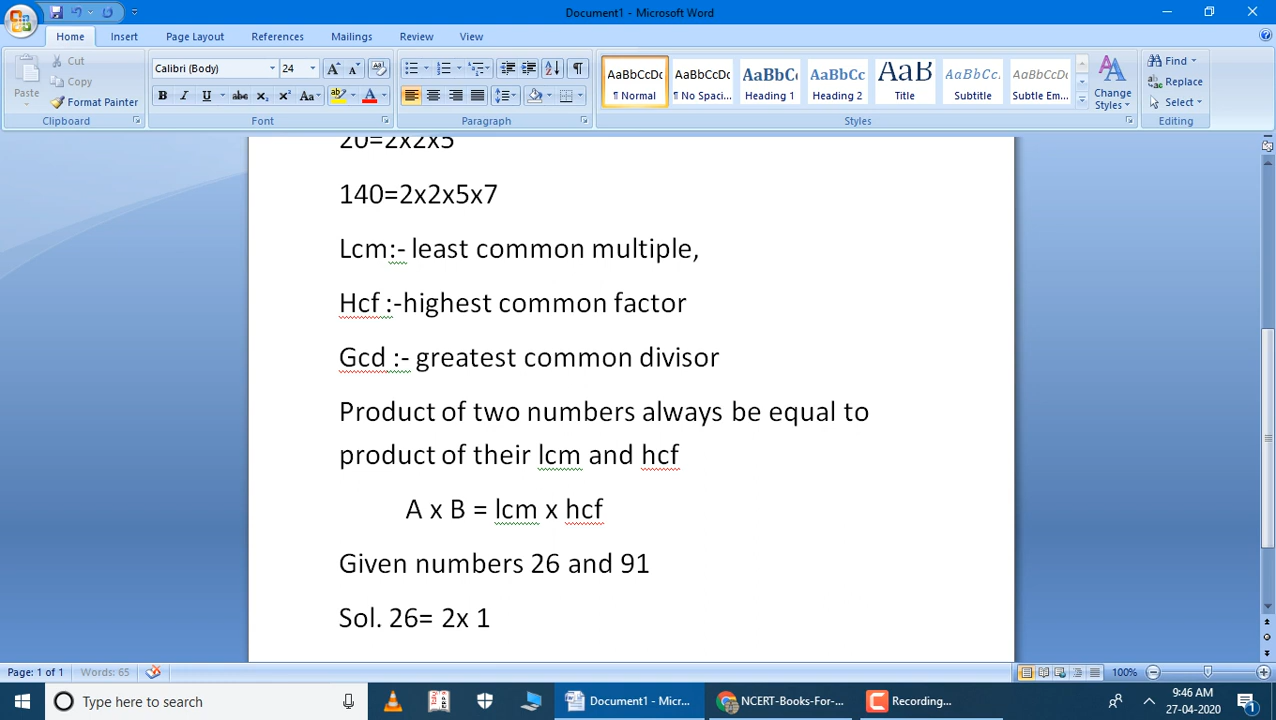 Document1 - Microsoft Word
Home Insert Page Layout References Mailings Review View
Paste
Cut
Copy
Format Painter
Clipboard
Calibri (Body) 24
Font
Paragraph
AaBbCcDc AaBbCcDc AaBbCc AaBbCc AaB AaBbCc. AaBbCcDc
¶ Normal ¶ No Spaci... Heading 1 Heading 2 Title Subtitle Subtle Em...
Change Styles
Styles
Find
Replace
Select
Editing
20=2x2x5
140=2x2x5x7
Lcm:- least common multiple,
Hcf :-highest common factor
Gcd :- greatest common divisor
Product of two numbers always be equal to
product of their lcm and hcf
A x B = lcm x hcf
Given numbers 26 and 91
Sol. 26= 2x 1
Page: 1 of 1 Words: 65 100%
Type here to search
Document1 - Micr... NCERT-Books-For-... Recording...
9:46 AM
27-04-2020